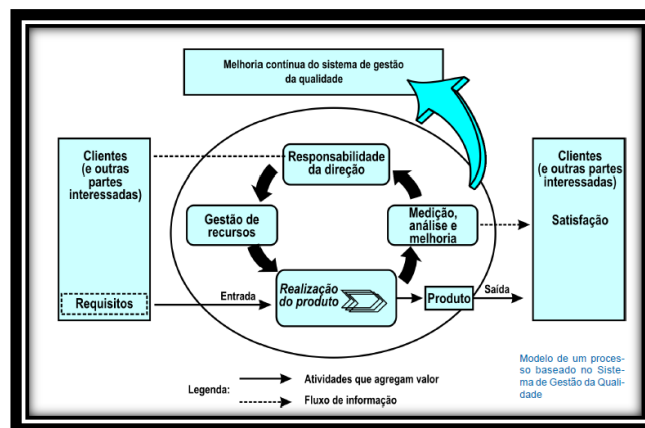 Melhoria contínua do sistema de gestão
da qualidade
Clientes
(e outras
partes
interessadas)
Responsabilidade
da direção
Clientes
(e outras partes
interessadas)
Gestão de
recursos
Medição,
análise e
melhoria
Satisfação
Requisitos
Entrada
Realização
do produto
Produto
Saída
Legenda:
Atividades que agregam valor
Fluxo de informação
Modelo de um proces-
so baseado no Siste-
ma de Gestão da Quali-
dade